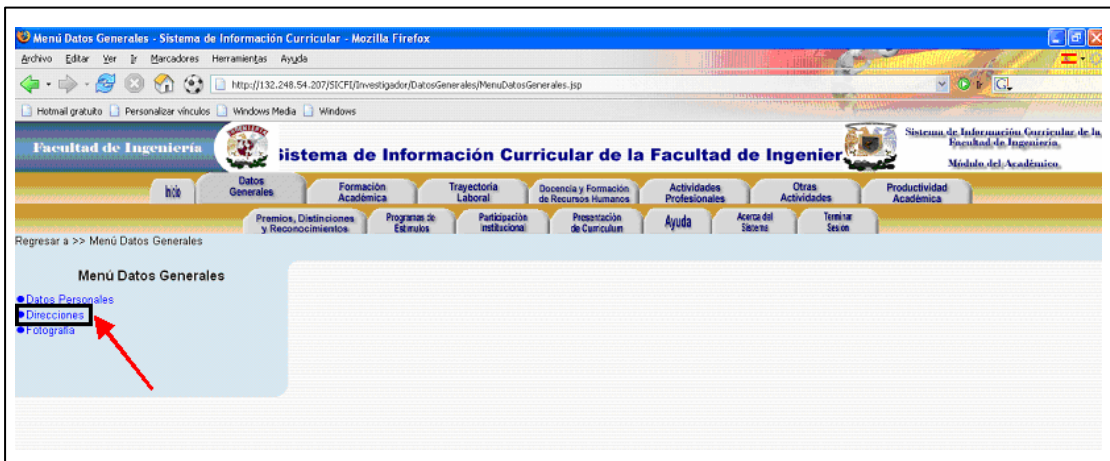 Menú Datos Generales - Sistema de Información Curricular - Mozilla Firefox
Archivo Editar Ver Ir Marcadores Herramientas Ayuda
http://132.248.54.207/SICFI/Investigador/DatosGenerales/MenuDatosGenerales.jsp
Hotmail gratuito Personalizar vínculos Windows Media Windows
Facultad de Ingeniería
istema de Información Curricular de la Facultad de Ingenier
Sistema de Información Curricular de la
Facultad de Ingeniería.
Módulo del Académico.
Inicio
Datos
Generales
Formación
Académica
Trayectoria
Laboral
Docencia y Formación
de Recursos Humanos
Actividades
Profesionales
Otras
Actividades
Productividad
Académica
Premios, Distinciones
y Reconocimientos
Programas de
Estímulos
Participación
Institucional
Presentación
de Curriculum
Ayuda
Acerca del
Sistema
Terminar
Sesión
Regresar a >> Menú Datos Generales
Menú Datos Generales
Datos Personales
Direcciones
Fotografía